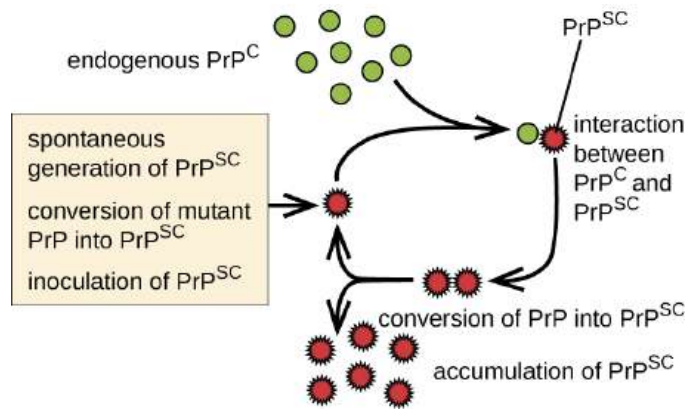 PrP^SC
endogenous PrP^C
spontaneous
generation of PrP^SC
conversion of mutant
PrP into PrP^SC
inoculation of PrP^SC
interaction
between
PrP^C and
PrP^SC
conversion of PrP into PrP^SC
accumulation of PrP^SC